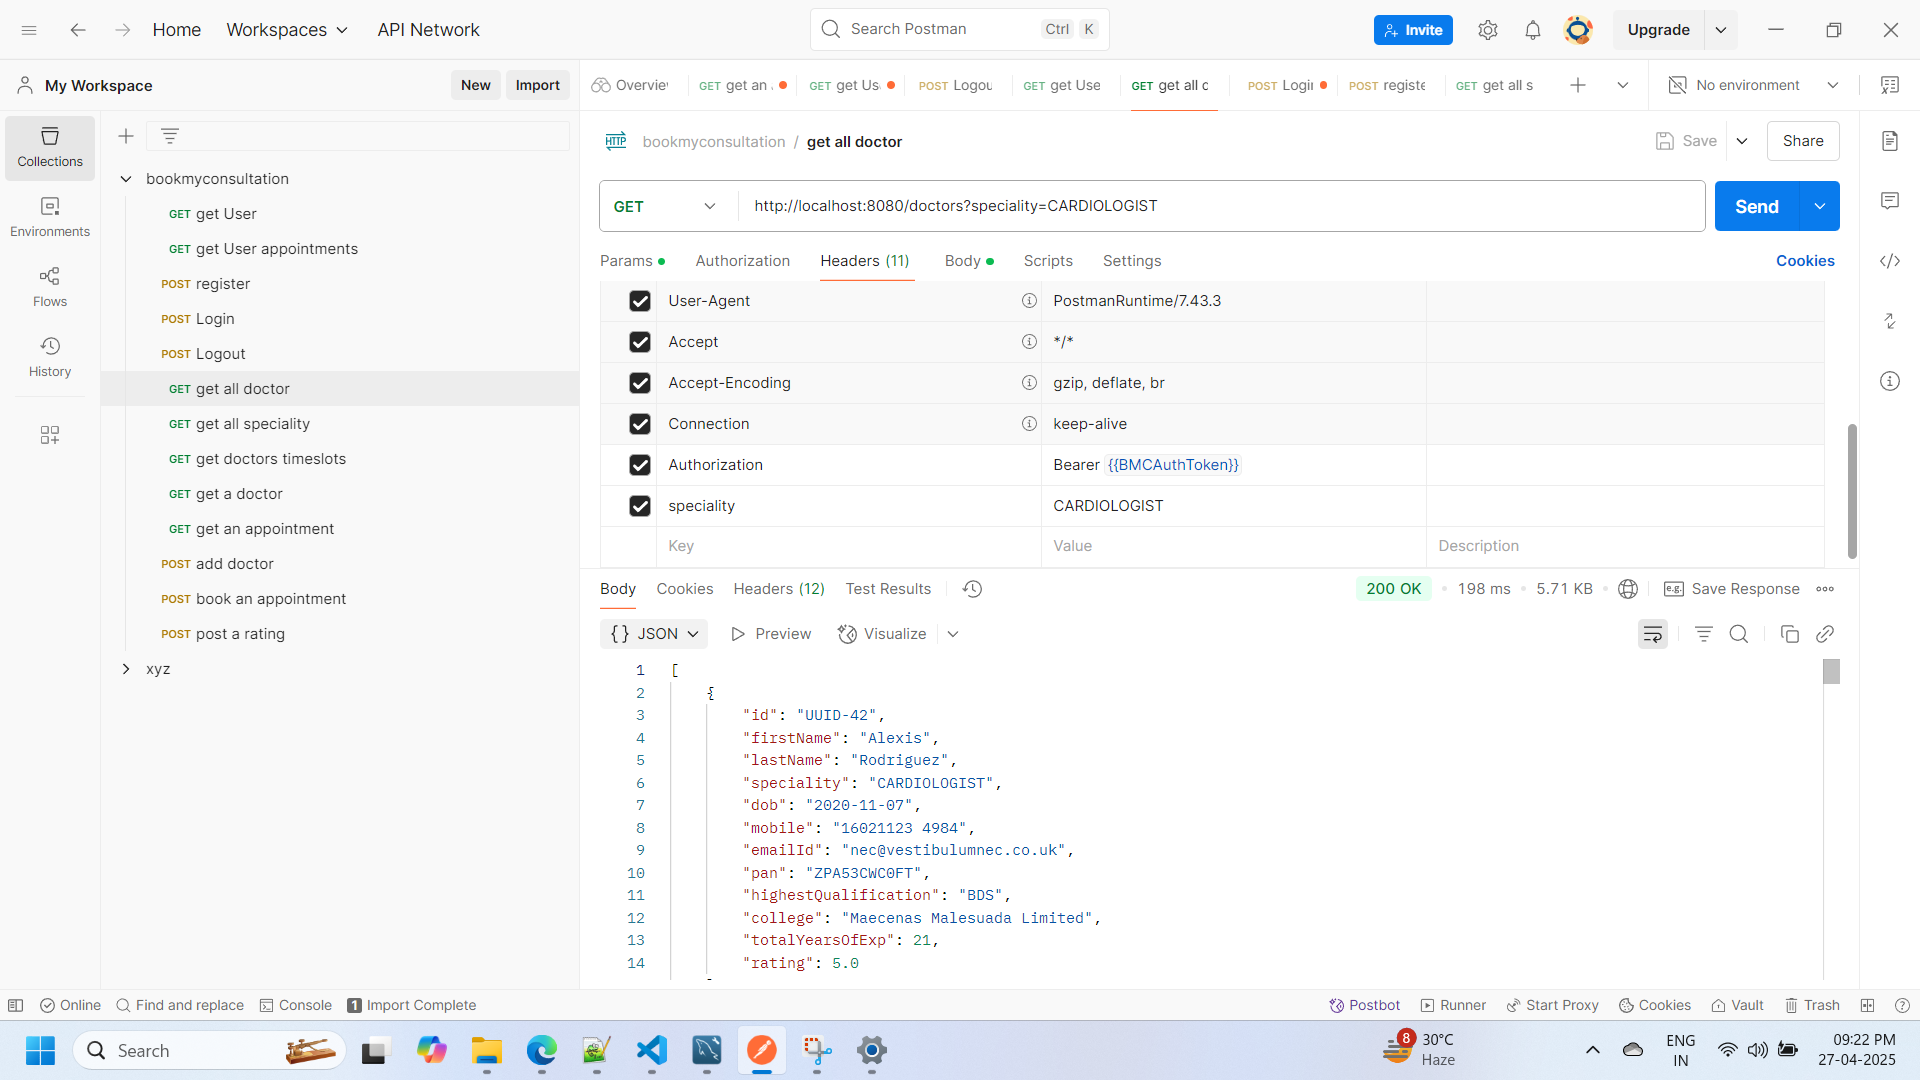 Home
Workspaces
API Network
Search Postman
Ctrl K
Invite
Upgrade
My Workspace
New
Import
Overvie
GET get an
GET get Us
POST Logou
GET get Use
GET get all d
POST Logi
POST registe
GET get all s
No environment
Collections
Environments
Flows
History
bookmyconsultation
GET get User
GET get User appointments
POST register
POST Login
POST Logout
GET get all doctor
GET get all speciality
GET get doctors timeslots
GET get a doctor
GET get an appointment
POST add doctor
POST book an appointment
POST post a rating
xyz
HTTP
bookmyconsultation / get all doctor
Save
Share
GET
http://localhost:8080/doctors?speciality=CARDIOLOGIST
Send
Params
Authorization
Headers (11)
Body
Scripts
Settings
Cookies
User-Agent PostmanRuntime/7.43.3
Accept */*
Accept-Encoding gzip, deflate, br
Connection keep-alive
Authorization Bearer {{BMCAuthToken}}
speciality CARDIOLOGIST
Key Value Description
Body
Cookies
Headers (12)
Test Results
200 OK
198 ms
5.71 KB
e.g. Save Response
{} JSON
Preview
Visualize
1 [
2 {
3 "id": "UUID-42",
4 "firstName": "Alexis",
5 "lastName": "Rodriguez",
6 "speciality": "CARDIOLOGIST",
7 "dob": "2020-11-07",
8 "mobile": "16021123 4984",
9 "emailId": "nec@vestibulumnec.co.uk",
10 "pan": "ZPA53CWC0FT",
11 "highestQualification": "BDS",
12 "college": "Maecenas Malesuada Limited",
13 "totalYearsOfExp": 21,
14 "rating": 5.0
Online
Find and replace
Console
1 Import Complete
Postbot
Runner
Start Proxy
Cookies
Vault
Trash
Search
8
30°C
Haze
ENG
IN
09:22 PM
27-04-2025